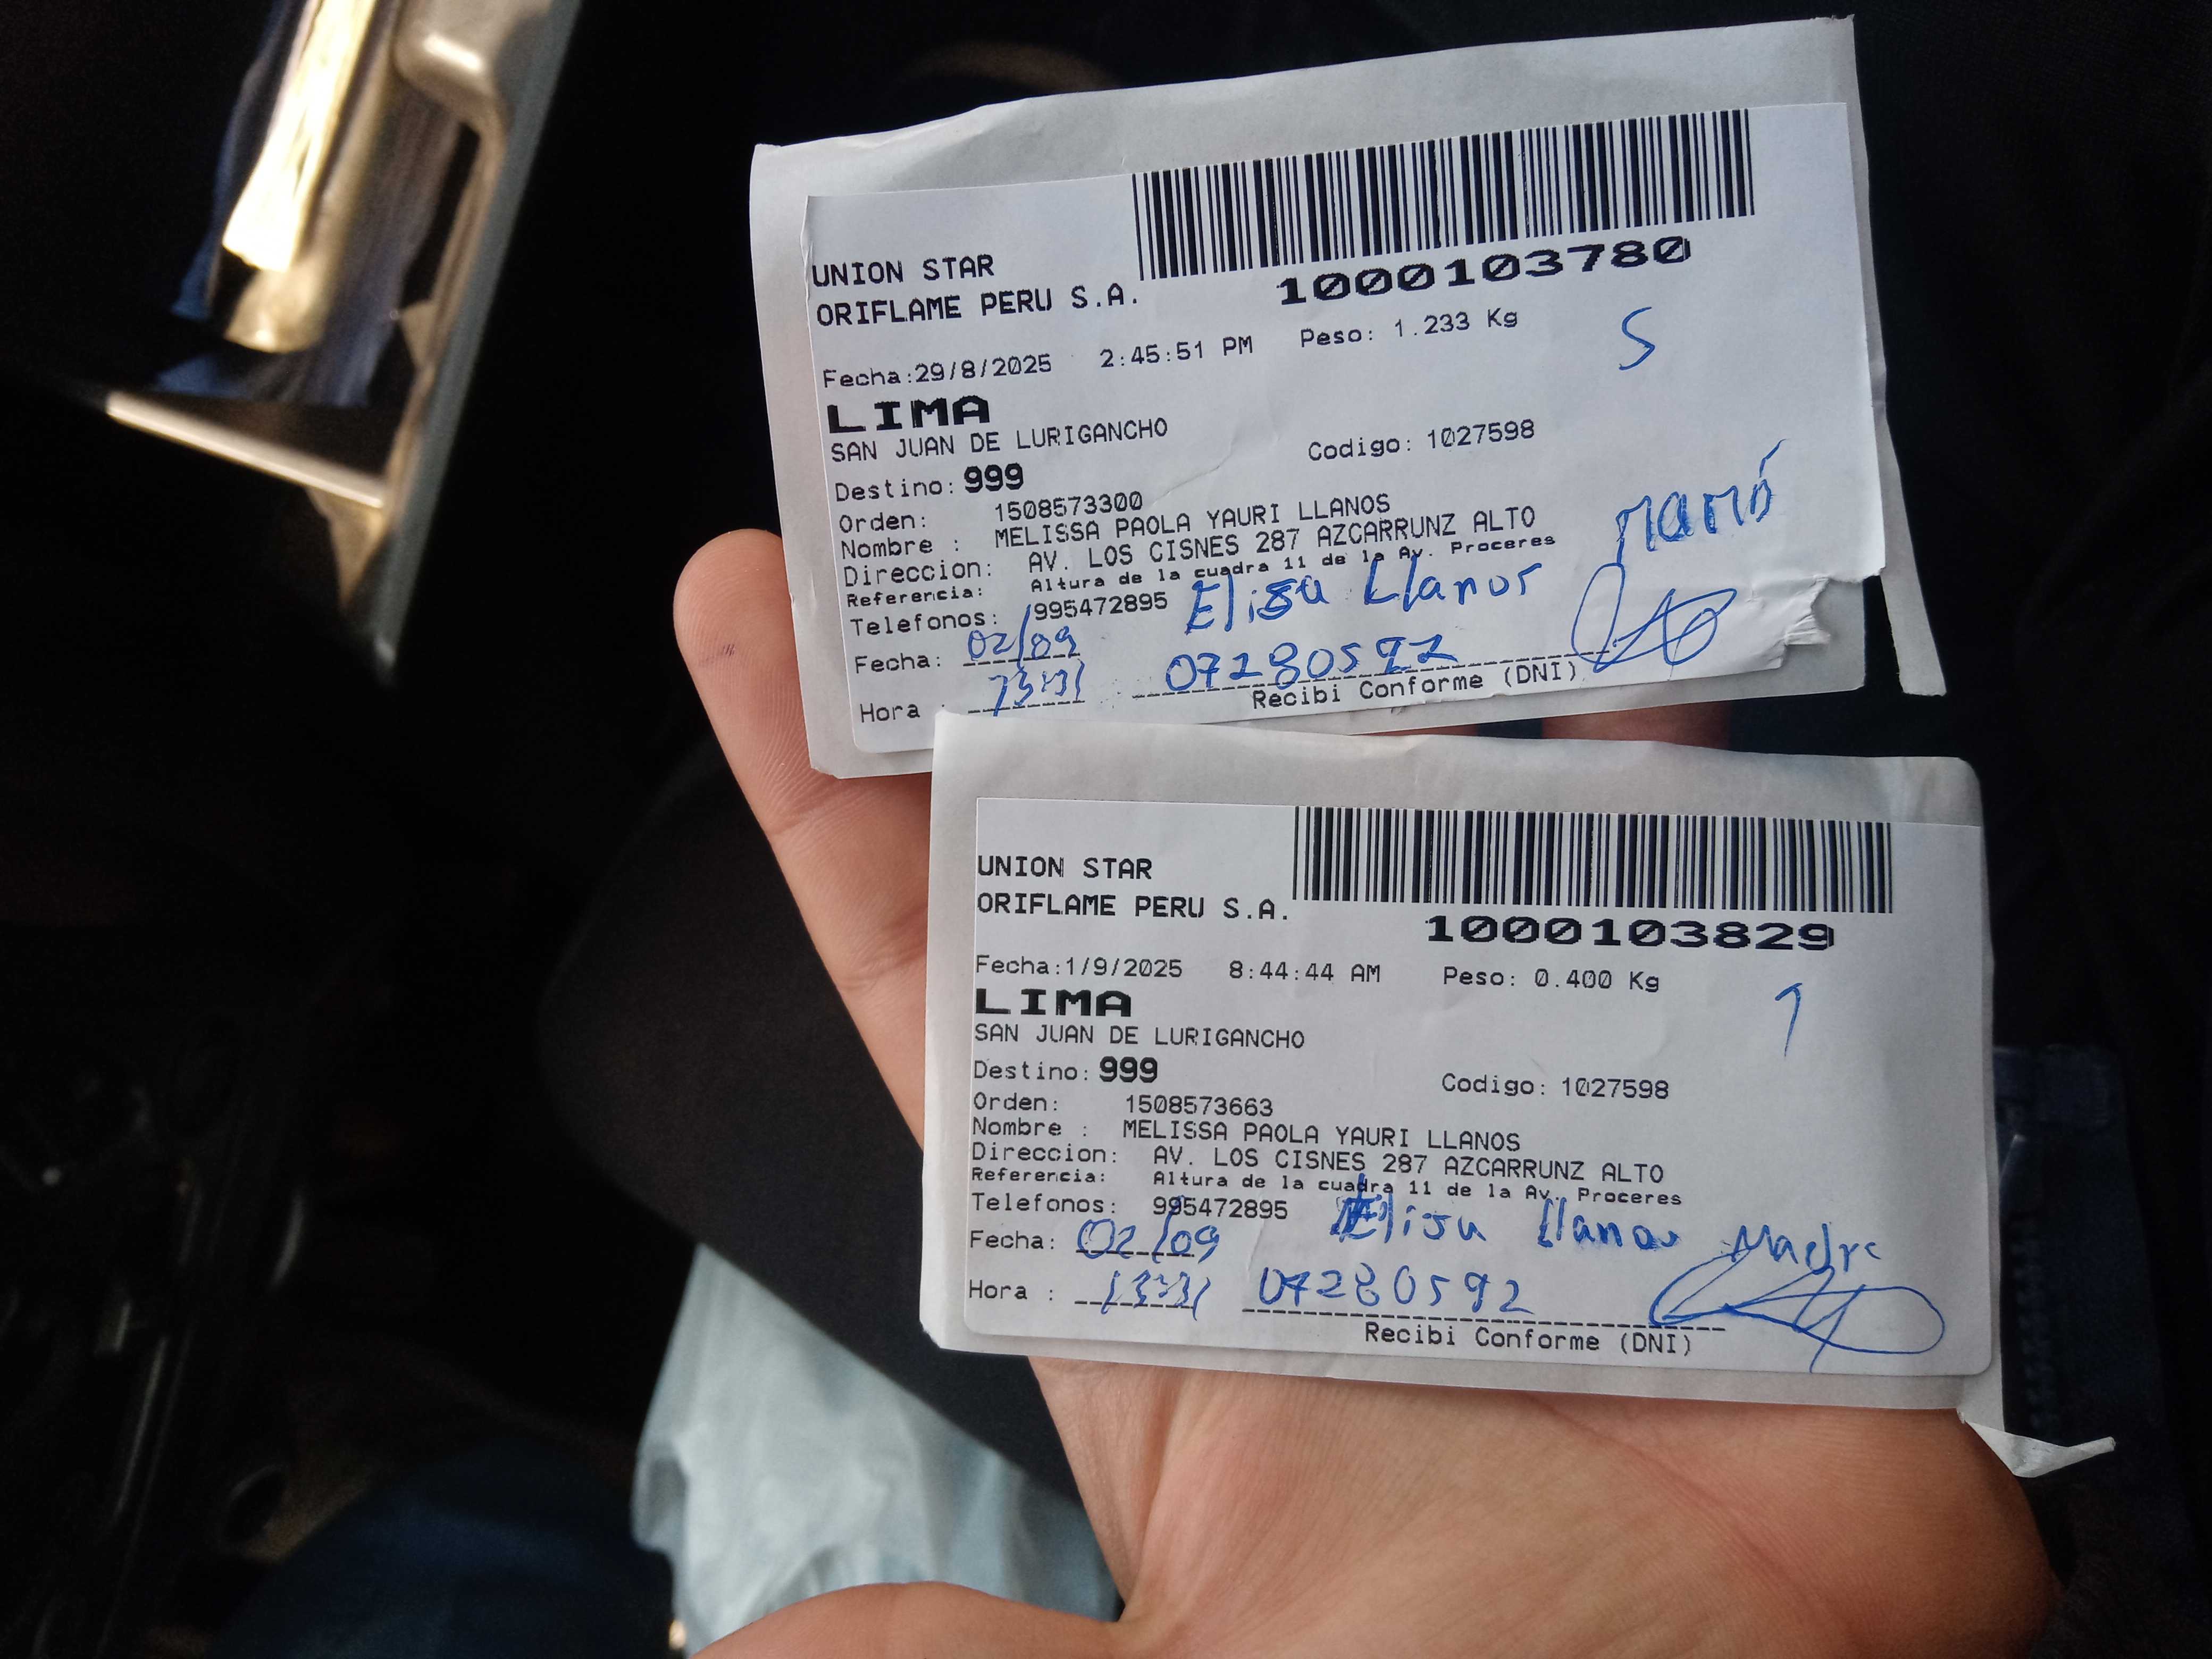 UNION STAR
ORIFLAME PERU S.A.
1000103780
Fecha:29/8/2025 2:45:51 PM Peso: 1.233 Kg
S
LIMA
SAN JUAN DE LURIGANCHO
Codigo: 1027598
Destino: 999
Orden: 1508573300
Nombre : MELISSA PAOLA YAURI LLANOS
Direccion: AV. LOS CISNES 287 AZCARRUNZ ALTO
Referencia: Altura de la cuadra 11 de la Av. Proceres
Mamá
Telefonos: 995472895 Elisa Llanos
Fecha: 02/09
07280592
Hora : 13:31
Recibi Conforme (DNI)
UNION STAR
ORIFLAME PERU S.A.
1000103829
Fecha:1/9/2025 8:44:44 AM Peso: 0.400 Kg
1
LIMA
SAN JUAN DE LURIGANCHO
Destino: 999 Codigo: 1027598
Orden: 1508573663
Nombre : MELISSA PAOLA YAURI LLANOS
Direccion: AV. LOS CISNES 287 AZCARRUNZ ALTO
Referencia: Altura de la cuadra 11 de la Av. Proceres
Telefonos: 995472895 Elisa Llanos Madre
Fecha: 02/09
Hora : 13:31 07280592
Recibi Conforme (DNI)